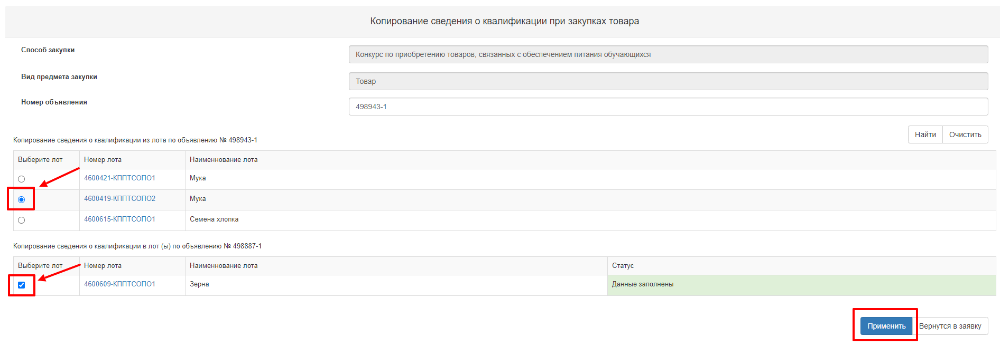 Копирование сведения о квалификации при закупках товара
Способ закупки
Конкурс по приобретению товаров, связанных с обеспечением питания обучающихся
Вид предмета закупки
Товар
Номер объявления
498943-1
Найти Очистить
Копирование сведения о квалификации из лота по объявлению № 498943-1
Выберите лот Номер лота Наименнование лота
4600421-КППТСОПО1 Мука
4600419-КППТСОПО2 Мука
4600615-КППТСОПО1 Семена хлопка
Копирование сведения о квалификации в лот (ы) по объявлению № 498887-1
Выберите лот Номер лота Наименнование лота Статус
4600609-КППТСОПО1 Зерна Данные заполнены
Применить Вернутся в заявку